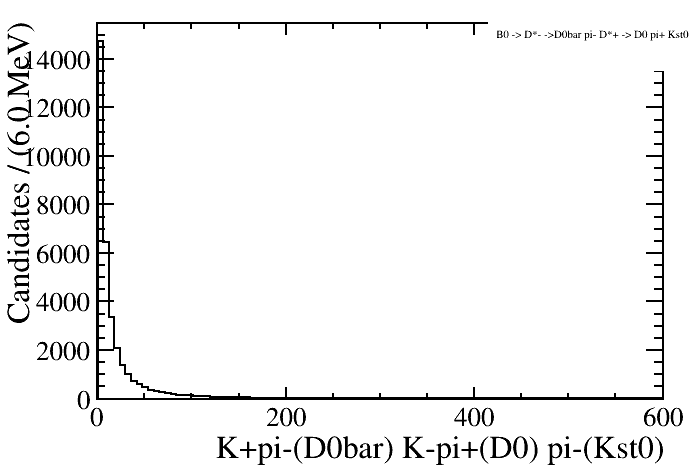 B0 -> D*- ->D0bar pi- D*+ -> D0 pi+ Kst0
Candidates / (6.0 MeV)
14000
12000
10000
8000
6000
4000
2000
0
0 200 400 600
K+pi-(D0bar) K-pi+(D0) pi-(Kst0)